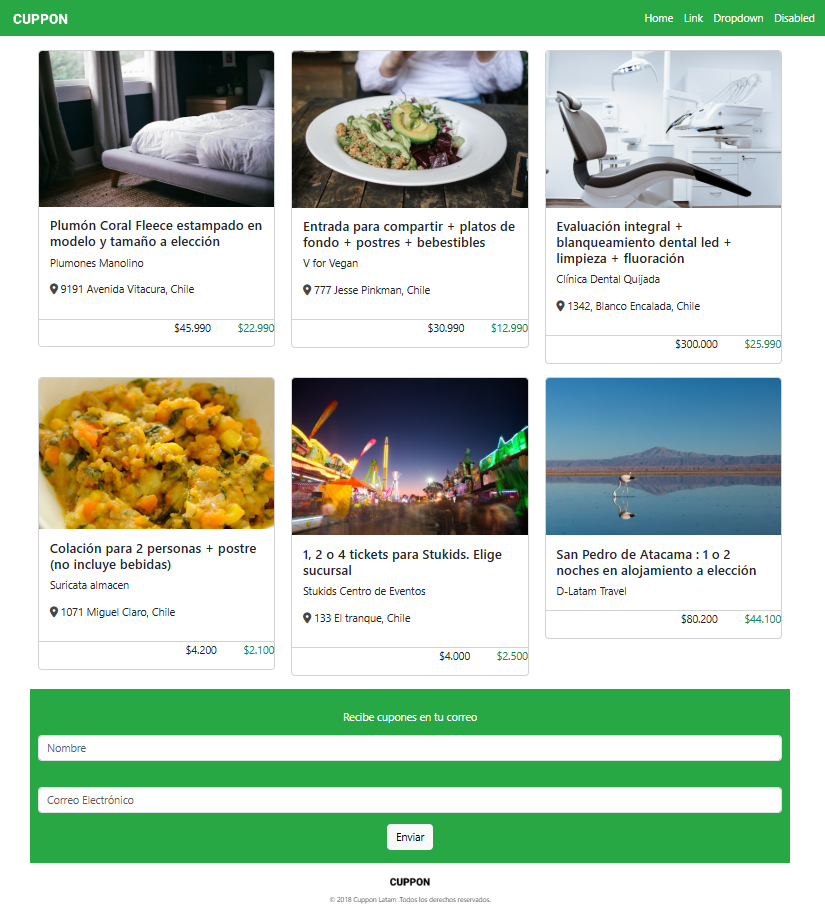 CUPPON
Home Link Dropdown Disabled
Plumón Coral Fleece estampado en
modelo y tamaño a elección
Plumones Manolino
9191 Avenida Vitacura, Chile
$45.990 $22.990
Entrada para compartir + platos de
fondo + postres + bebestibles
V for Vegan
777 Jesse Pinkman, Chile
$30.990 $12.990
Evaluación integral +
blanqueamiento dental led +
limpieza + fluoración
Clínica Dental Quijada
1342, Blanco Encalada, Chile
$300.000 $25.990
Colación para 2 personas + postre
(no incluye bebidas)
Suricata almacen
1071 Miguel Claro, Chile
$4.200 $2.100
1, 2 o 4 tickets para Stukids. Elige
sucursal
Stukids Centro de Eventos
133 El tranque, Chile
$4.000 $2.500
San Pedro de Atacama : 1 o 2
noches en alojamiento a elección
D-Latam Travel
$80.200 $44.100
Recibe cupones en tu correo
Nombre
Correo Electrónico
Enviar
CUPPON
© 2018 Cuppon Latam .Todos los derechos reservados.